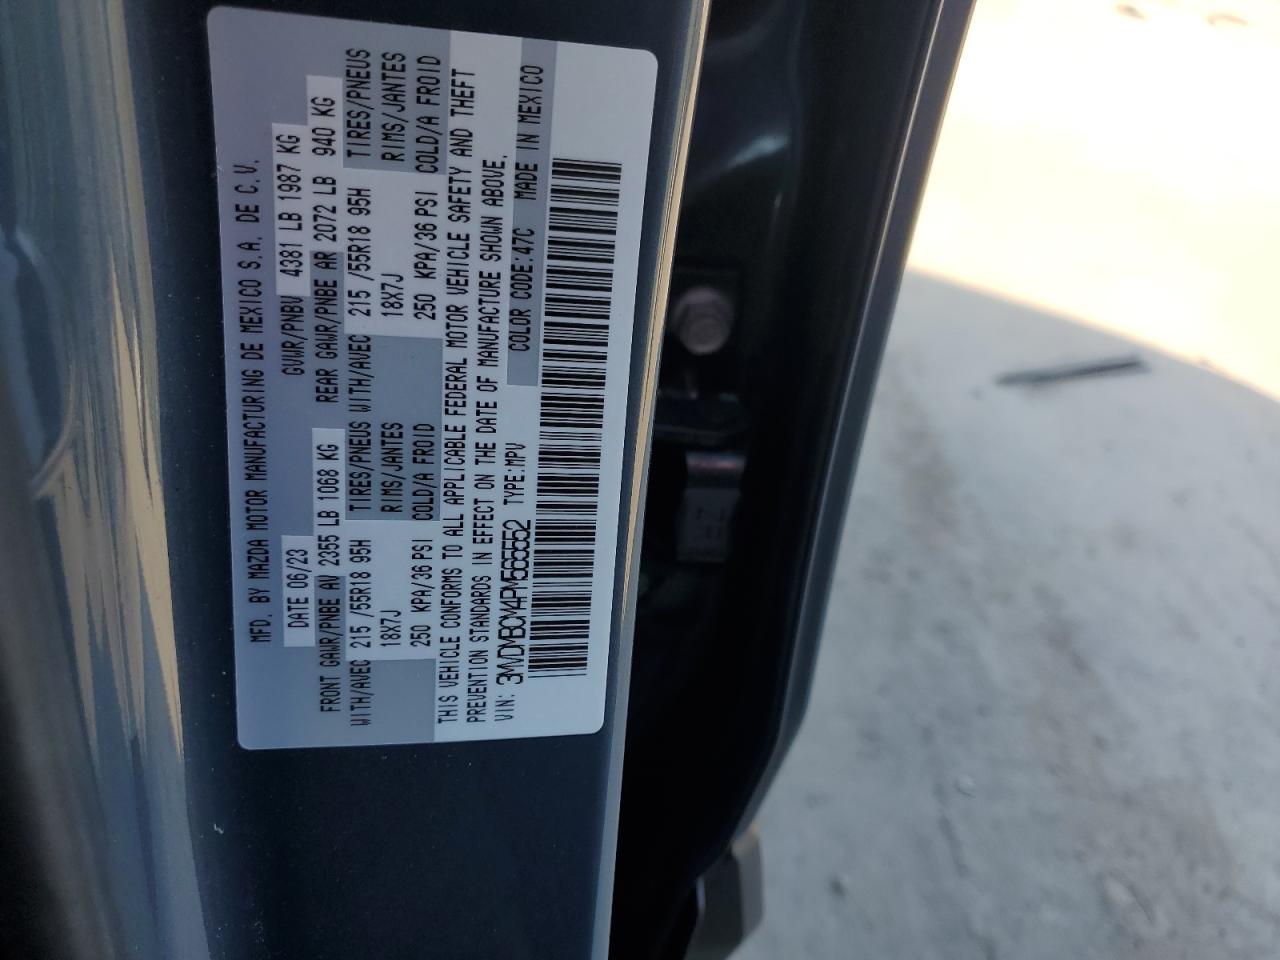 MFD. BY MAZDA MOTOR MANUFACTURING DE MEXICO S.A. DE C.V.
DATE 06/23 GVWR/PNBV 4381 LB 1987 KG
FRONT GAWR/PNBE AV 2355 LB 1068 KG REAR GAWR/PNBE AR 2072 LB 940 KG
WITH/AVEC 215 /55R18 95H TIRES/PNEUS WITH/AVEC 215 /55R18 95H TIRES/PNEUS
18X7J RIMS/JANTES 18X7J RIMS/JANTES
250 KPA/36 PSI COLD/A FROID 250 KPA/36 PSI COLD/A FROID
THIS VEHICLE CONFORMS TO ALL APPLICABLE FEDERAL MOTOR VEHICLE SAFETY AND THEFT
PREVENTION STANDARDS IN EFFECT ON THE DATE OF MANUFACTURE SHOWN ABOVE.
VIN: 3MVDMBCM4PM565552 TYPE:MPV COLOR CODE:47C MADE IN MEXICO